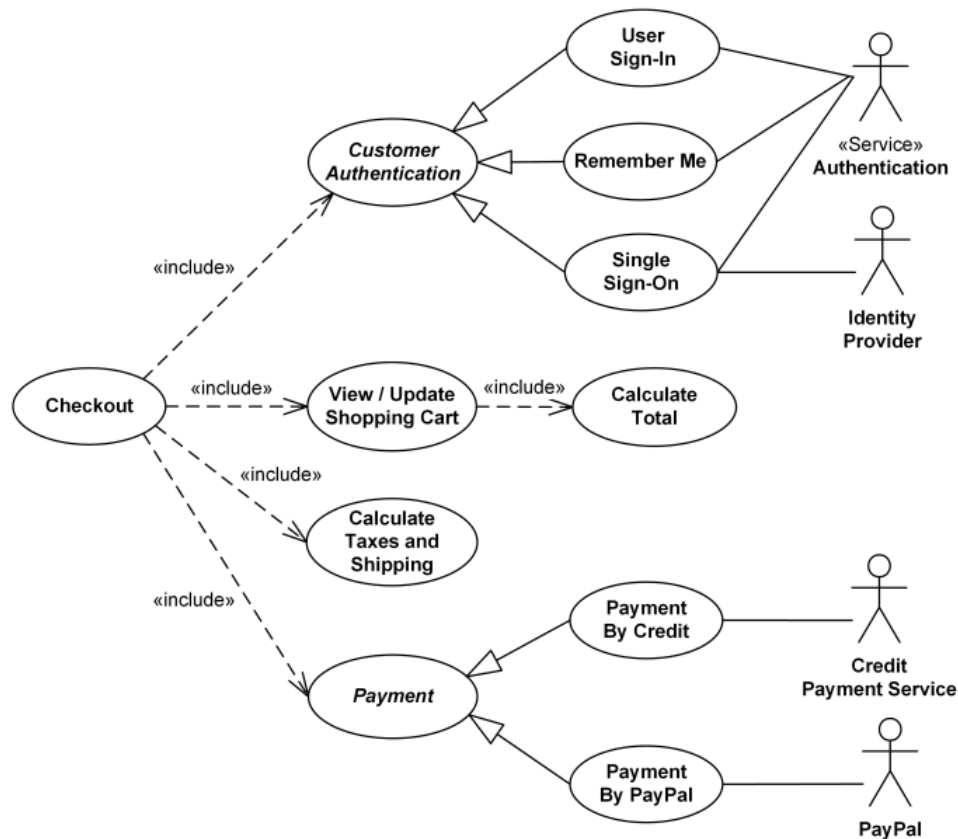 User
Sign-In
Customer
Authentication
Remember Me
«Service»
Authentication
«include»
Single
Sign-On
Identity
Provider
Checkout
«include»
View / Update
Shopping Cart
«include»
Calculate
Total
«include»
Calculate
Taxes and
Shipping
«include»
Payment
By Credit
Credit
Payment Service
Payment
Payment
By PayPal
PayPal